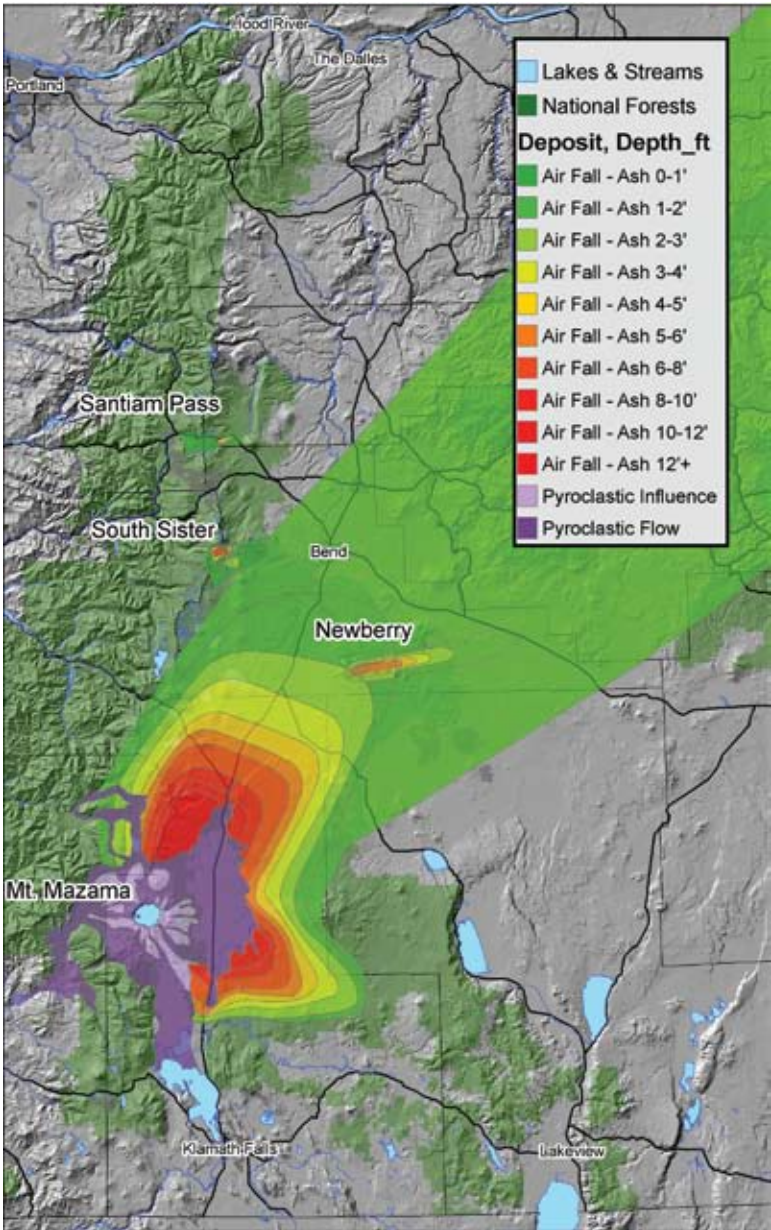 Hood River
The Dalles
Portland
Lakes & Streams
National Forests
Deposit, Depth_ft
Air Fall - Ash 0-1'
Air Fall - Ash 1-2'
Air Fall - Ash 2-3'
Air Fall - Ash 3-4'
Air Fall - Ash 4-5'
Air Fall - Ash 5-6'
Air Fall - Ash 6-8'
Air Fall - Ash 8-10'
Air Fall - Ash 10-12'
Air Fall - Ash 12'+
Pyroclastic Influence
Pyroclastic Flow
Santiam Pass
South Sister
Bend
Newberry
Mt. Mazama
Klamath Falls
Lakeview